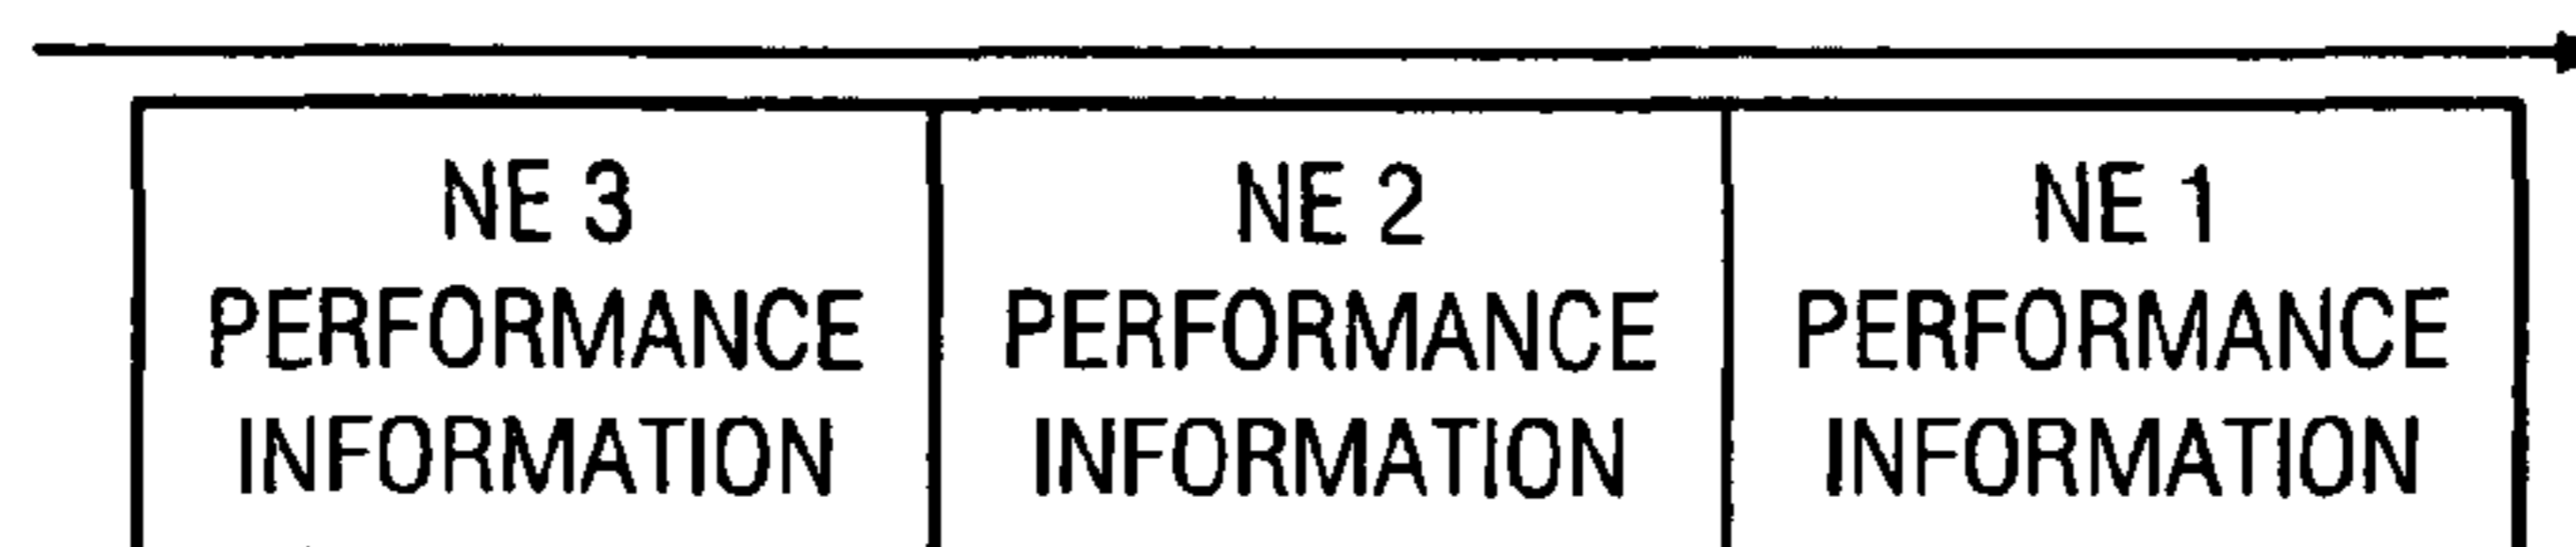 NE 3
PERFORMANCE
INFORMATION
NE 2
PERFORMANCE
INFORMATION
NE 1
PERFORMANCE
INFORMATION